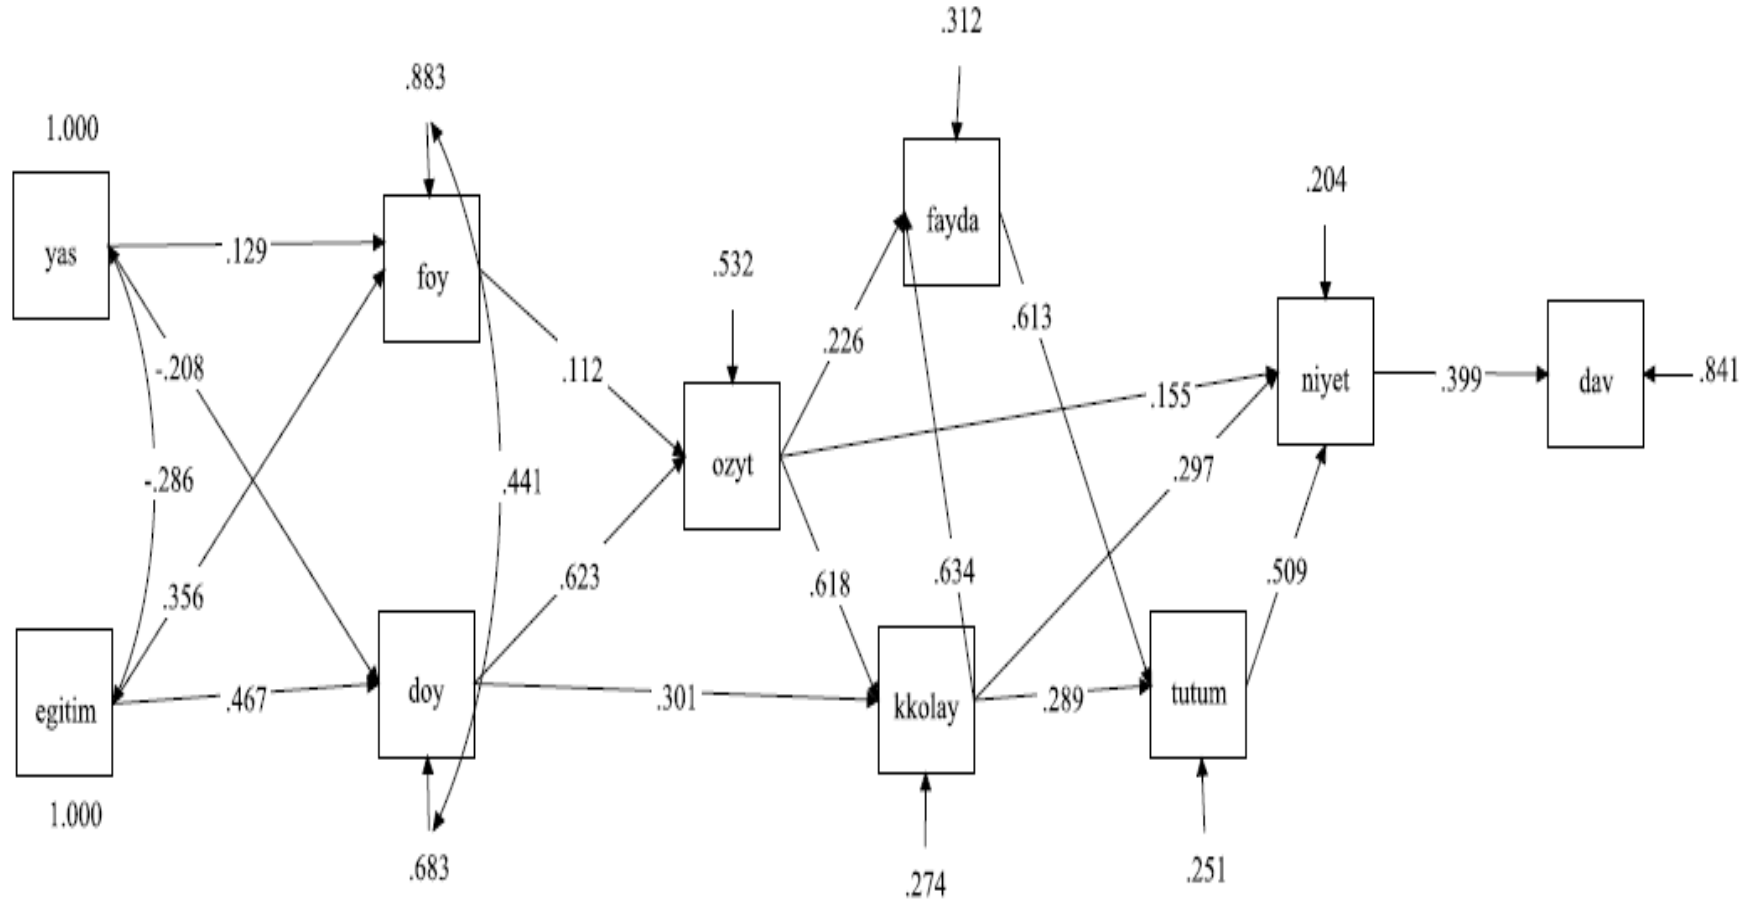 .312
.883
1.000
.204
fayda
yas
.129
foy
.532
.613
.226
-.208
.112
niyet
.399
dav
.841
.155
ozyt
.297
-.286
.441
.623
.618
.634
.509
.356
egitim
.467
doy
.301
kkolay
.289
tutum
1.000
.683
.274
.251